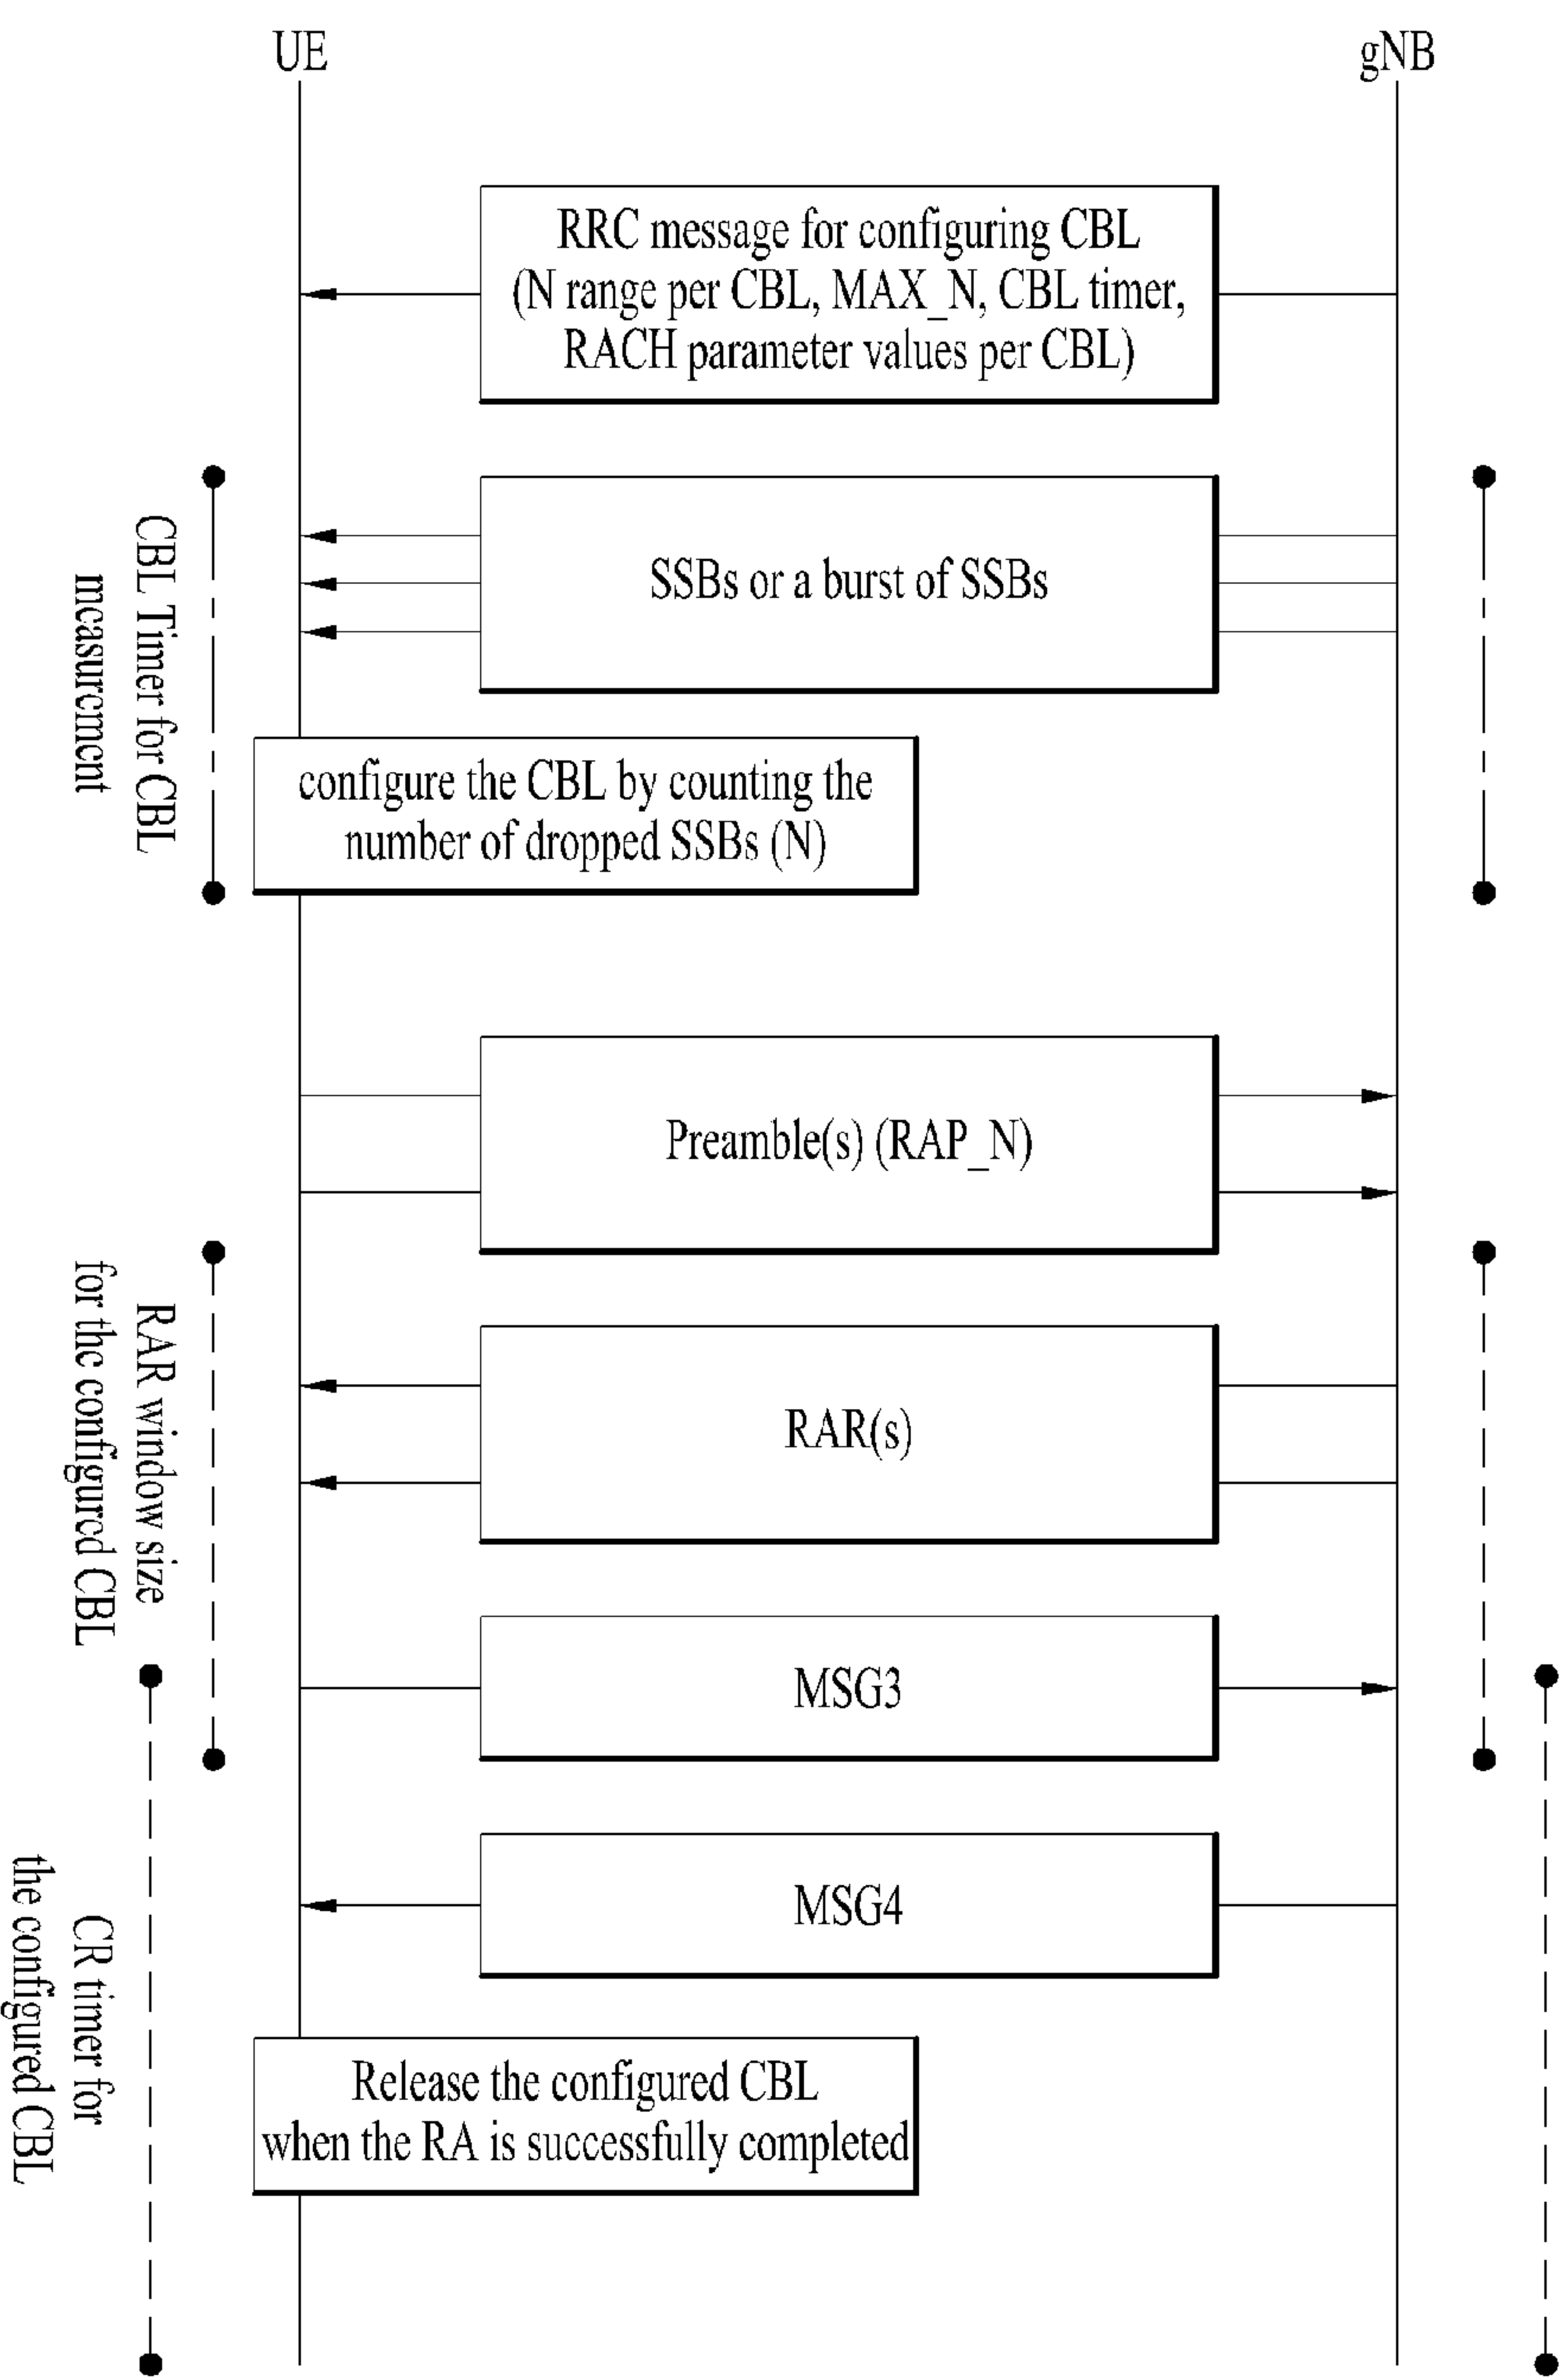 UE
gNB
RRC message for configuring CBL
(N range per CBL, MAX_N, CBL timer,
RACH parameter values per CBL)
SSBs or a burst of SSBs
CBL Timer for CBL
measurement
configure the CBL by counting the
number of dropped SSBs (N)
Preamble(s) (RAP_N)
RAR window size
for the configured CBL
RAR(s)
MSG3
MSG4
CR timer for
the configured CBL
Release the configured CBL
when the RA is successfully completed